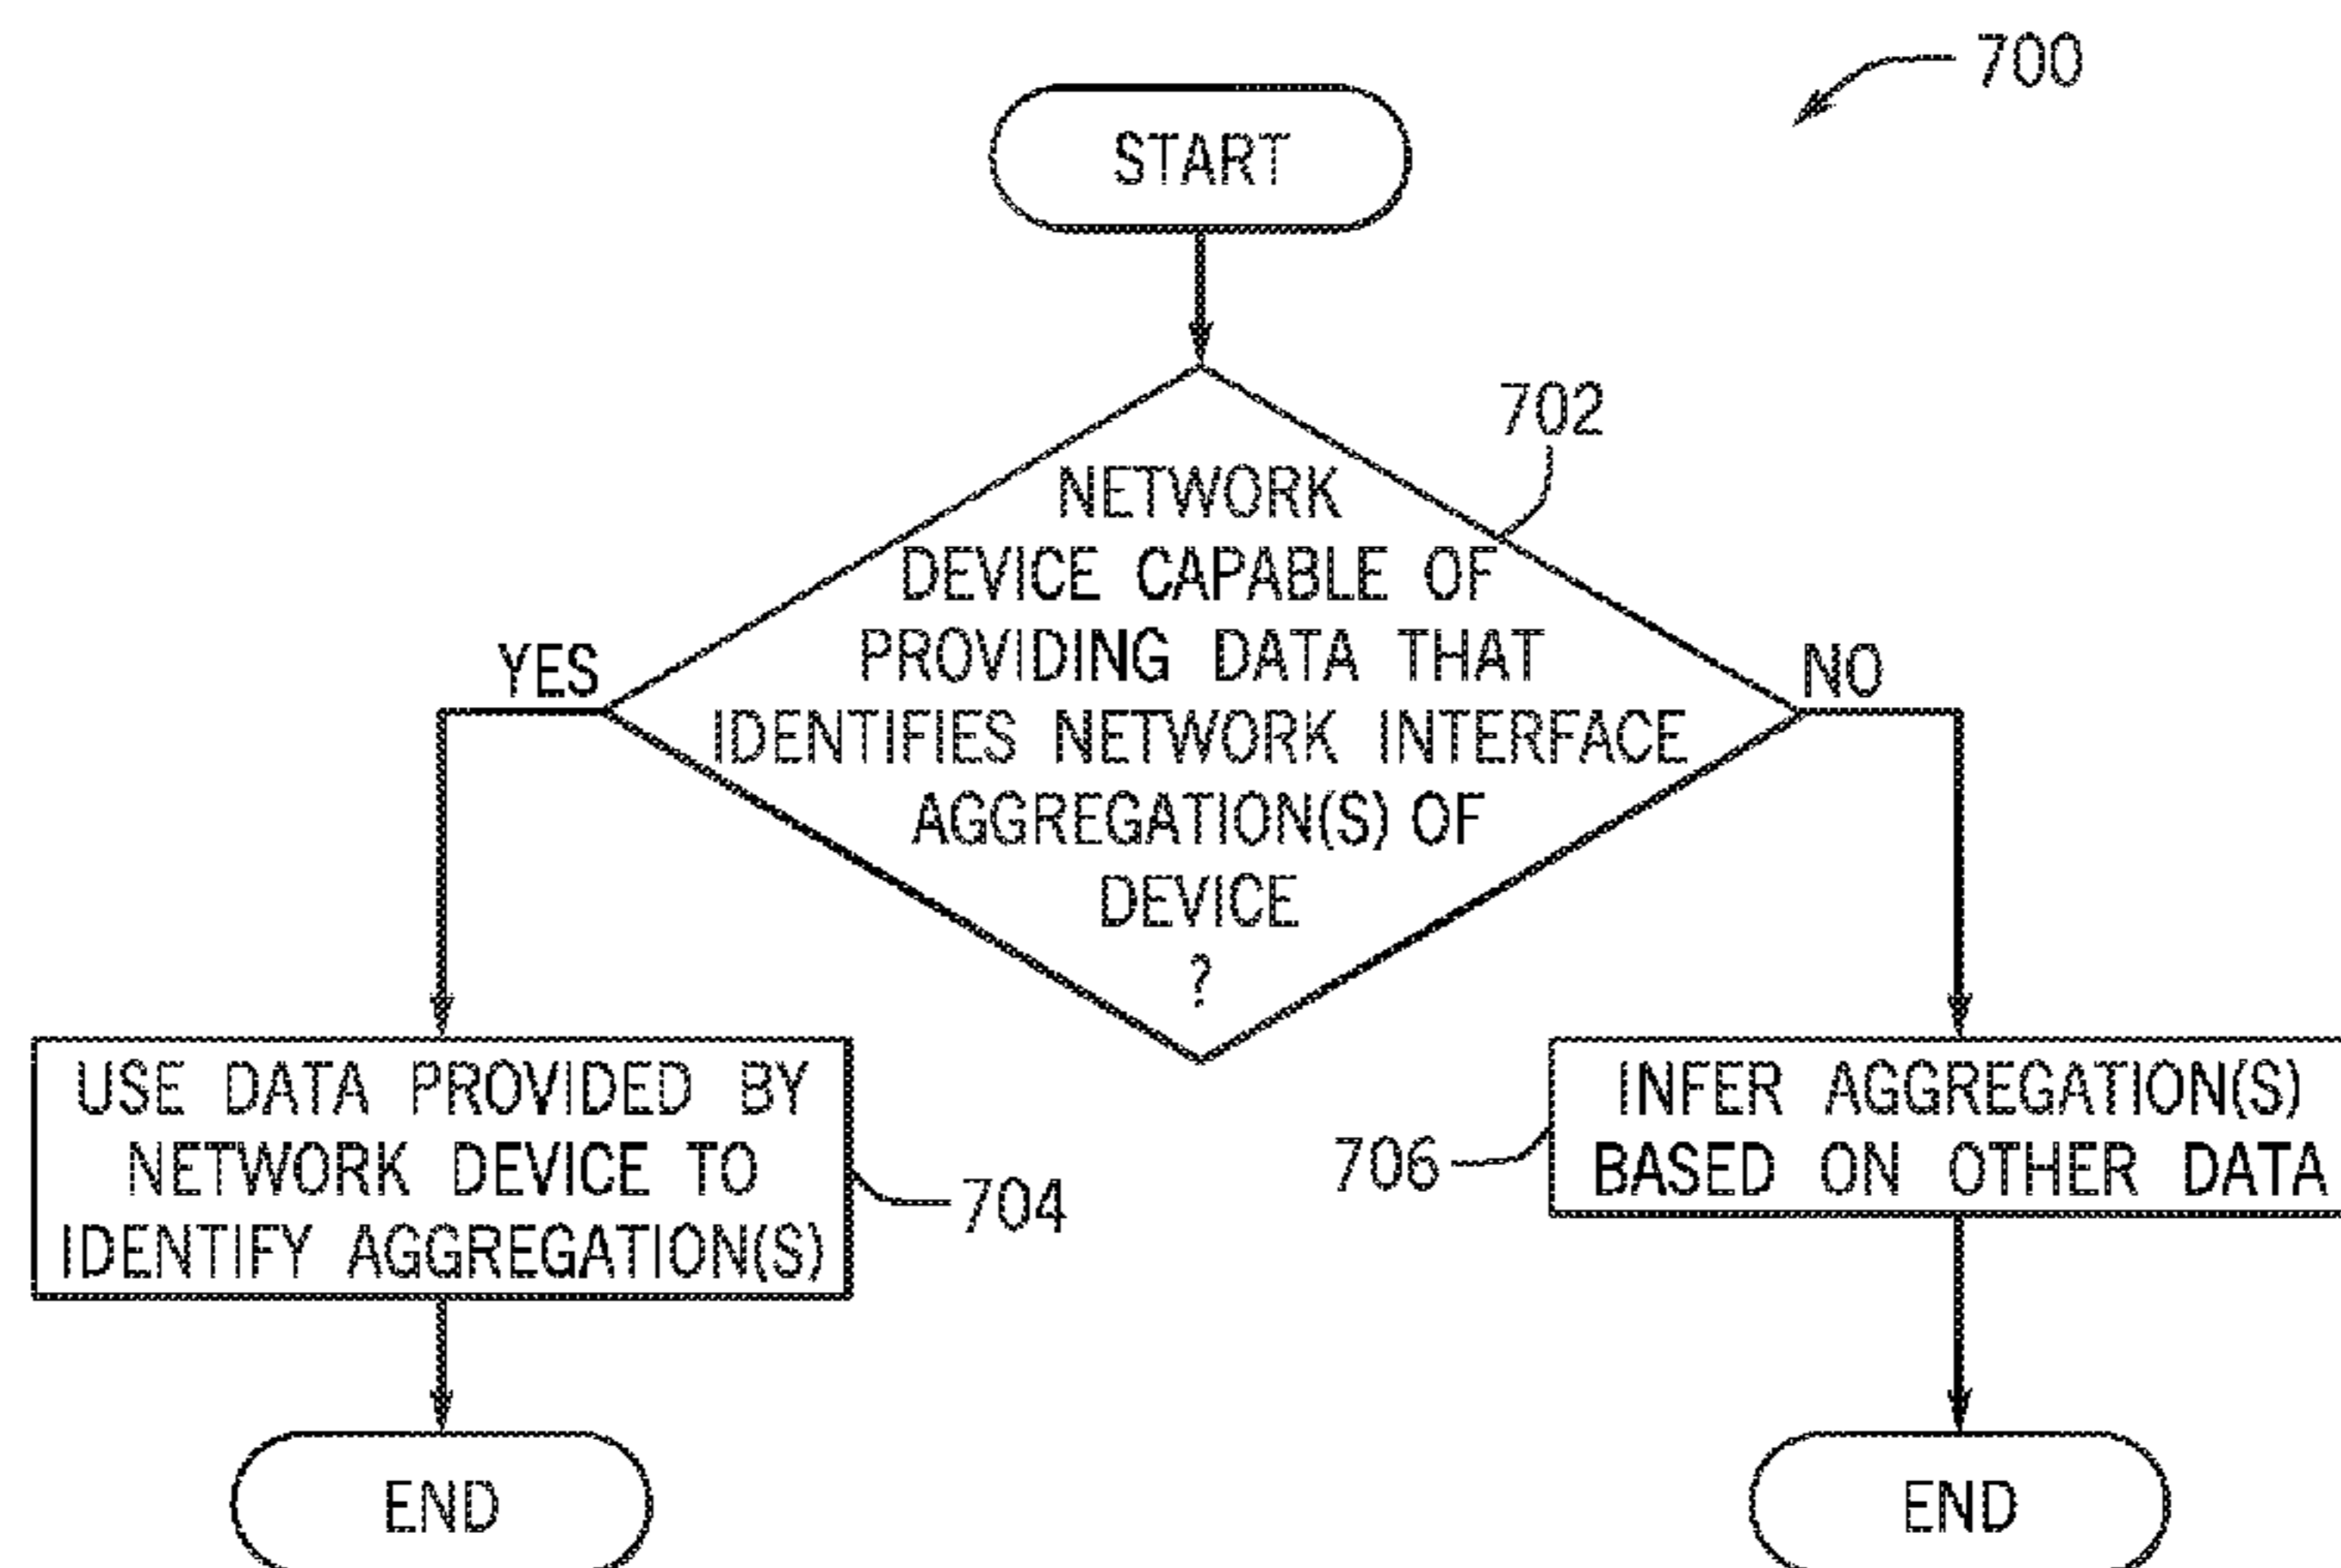 700
START
702
NETWORK
DEVICE CAPABLE OF
PROVIDING DATA THAT
IDENTIFIES NETWORK INTERFACE
AGGREGATION(S) OF
DEVICE
?
YES
NO
USE DATA PROVIDED BY
NETWORK DEVICE TO
IDENTIFY AGGREGATION(S)
704
706
INFER AGGREGATION(S)
BASED ON OTHER DATA
END
END